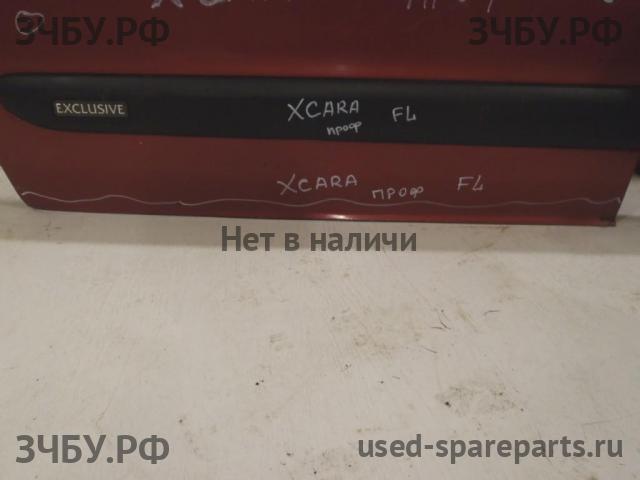 ЗЧБУ.РФ ЗЧБУ.РФ
EXCLUSIVE XCARA FL
проф
XCARA ПРОФ FL
Нет в наличи
ЗЧБУ.РФ used-spareparts.ru